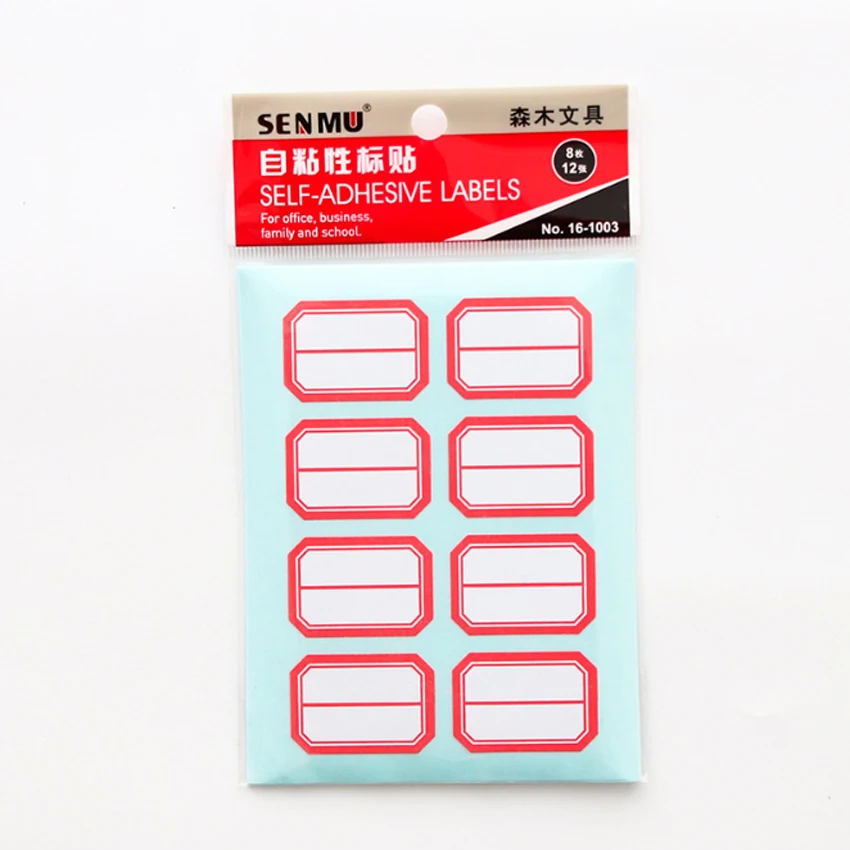 SENMU®
森木文具
自粘性标贴
SELF-ADHESIVE LABELS
For office, business,
family and school.
8枚
12张
No. 16-1003